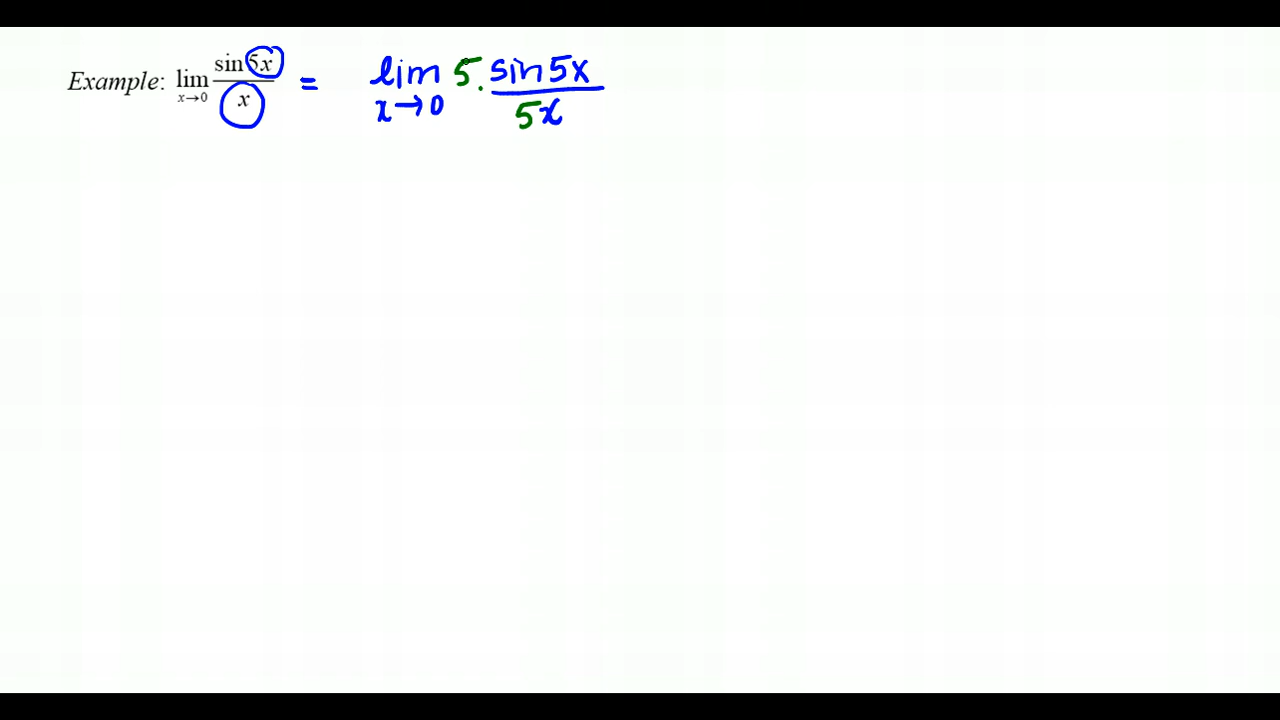 Example: lim x→0 sin 5x / x = lim x→0 5 · sin 5x / 5x